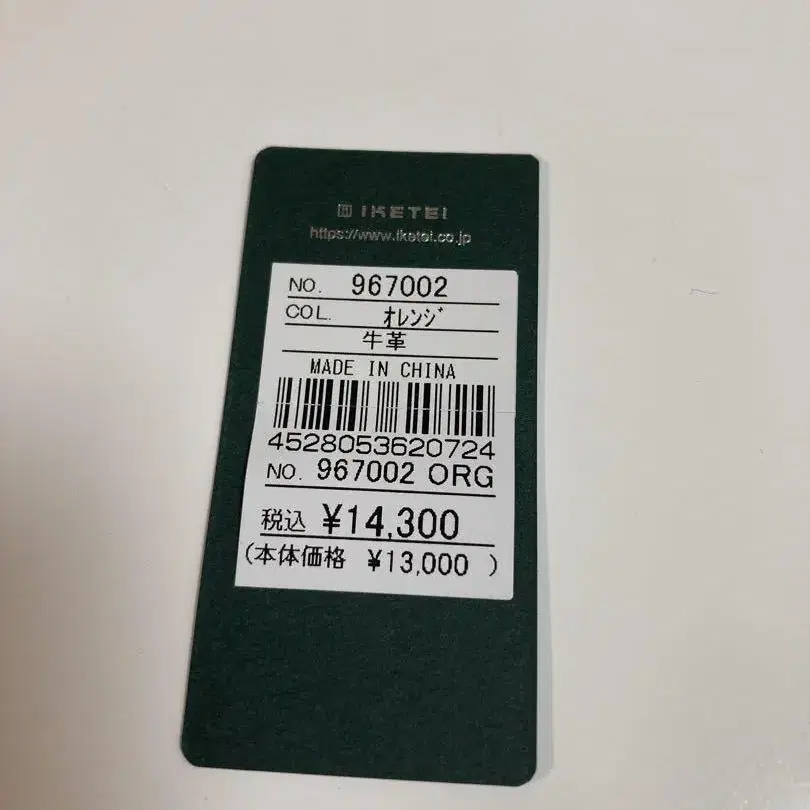 IKETEI
https://www.iketei.co.jp
NO. 967002
COL. オレンジ
牛革
MADE IN CHINA
4528053620724
NO. 967002 ORG
税込 ¥14,300
(本体価格 ¥13,000 )